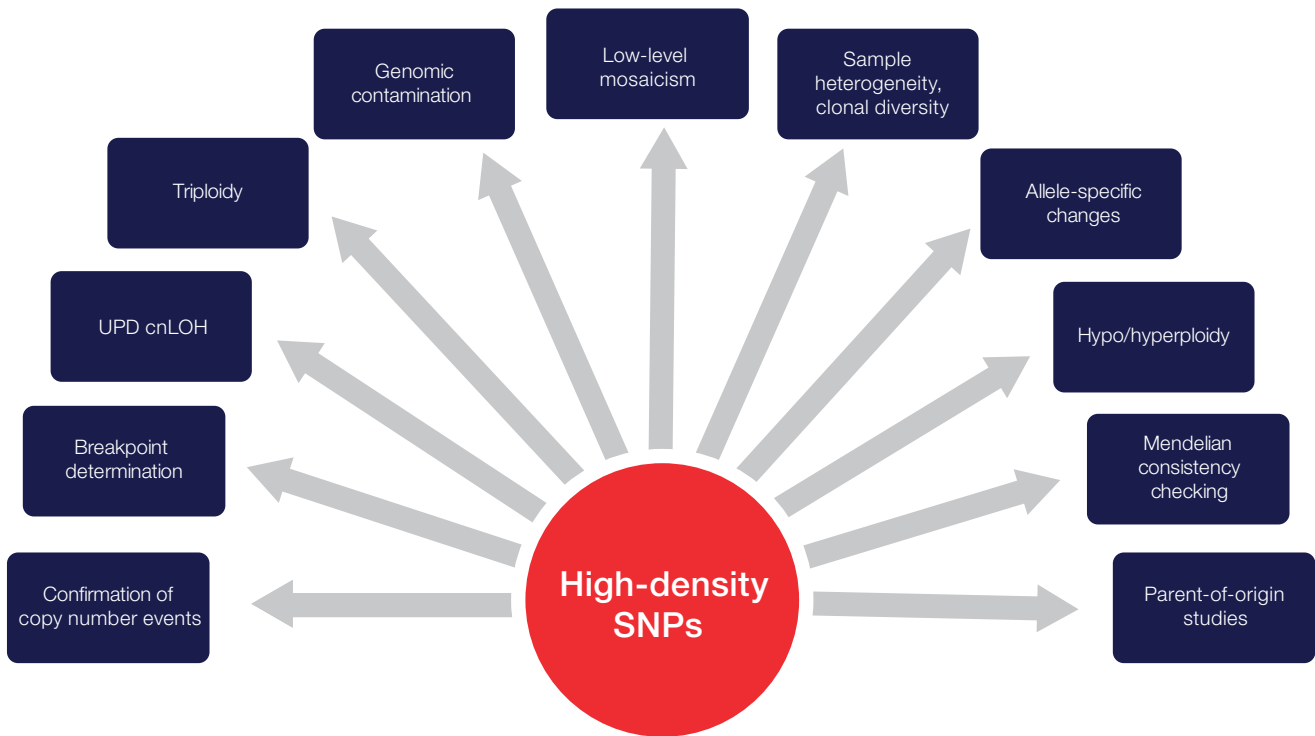 Confirmation of
copy number events
Breakpoint
determination
UPD cnLOH
Triploidy
Genomic
contamination
Low-level
mosaicism
Sample
heterogeneity,
clonal diversity
Allele-specific
changes
Hypo/hyperploidy
Mendelian
consistency
checking
Parent-of-origin
studies
High-density
SNPs